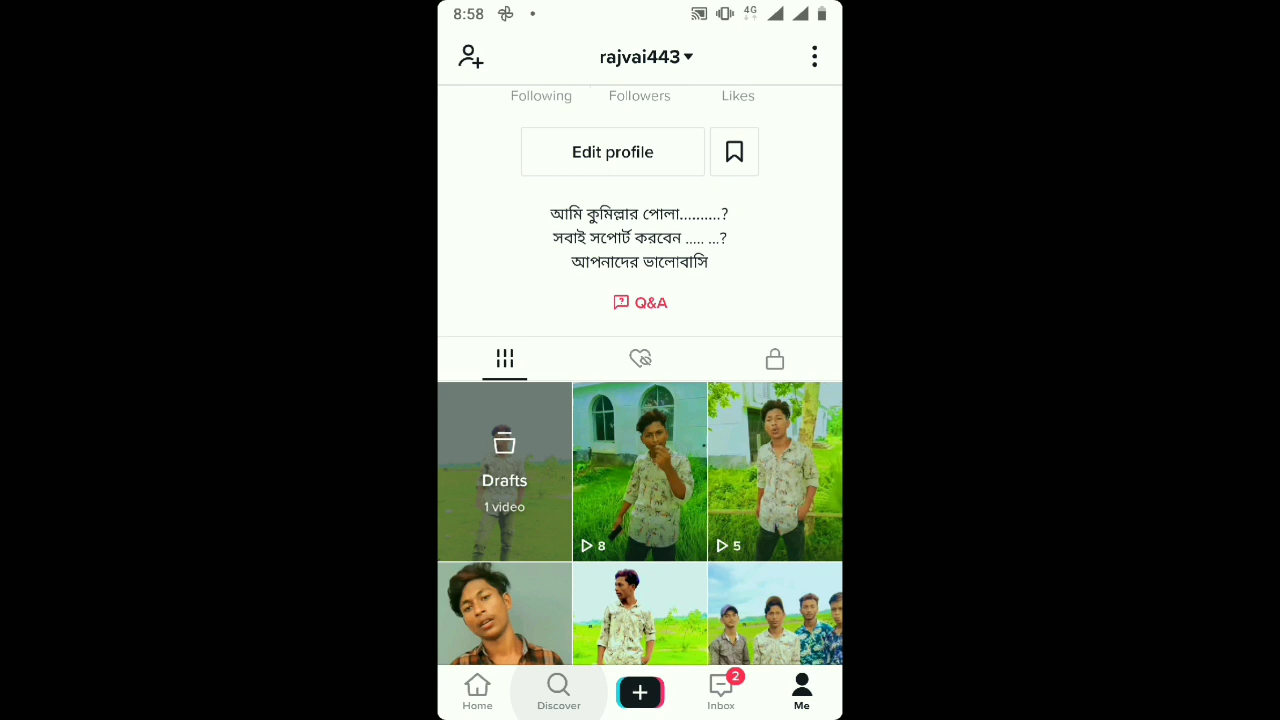 8:58
4G
rajvai443
Following Followers Likes
Edit profile
আমি কুমিল্লার পোলা..........?
সবাই সপোর্ট করবেন ..... ...?
আপনাদের ভালোবাসি
Q&A
Drafts
1 video
8
5
2
Home Discover Inbox Me